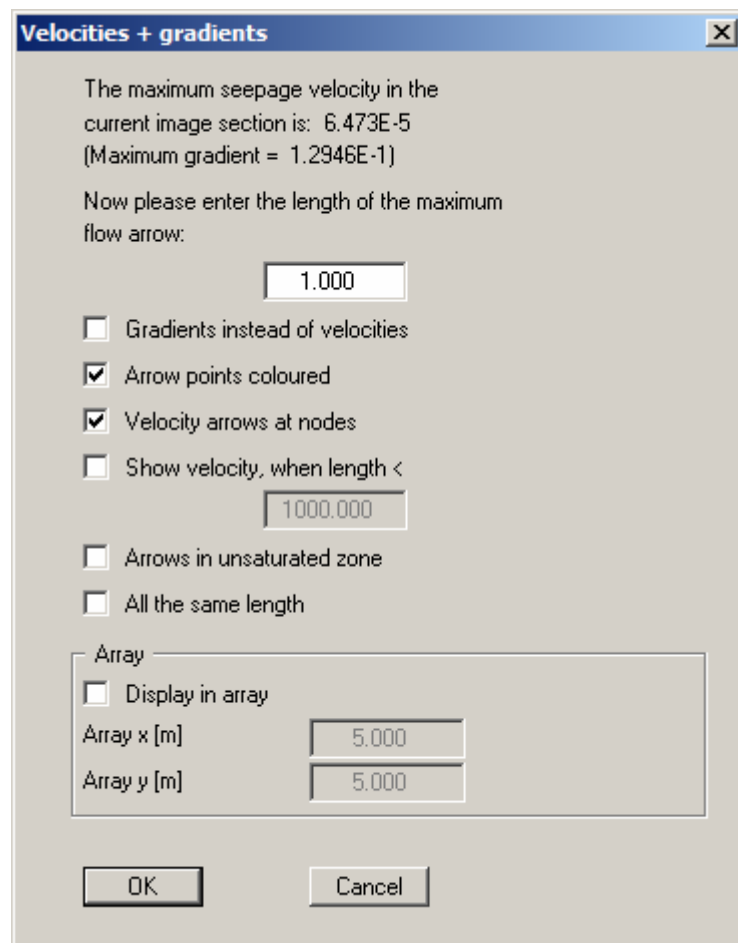 Velocities + gradients
The maximum seepage velocity in the
current image section is: 6.473E-5
(Maximum gradient = 1.2946E-1)
Now please enter the length of the maximum
flow arrow:
1.000
Gradients instead of velocities
Arrow points coloured
Velocity arrows at nodes
Show velocity, when length <
1000.000
Arrows in unsaturated zone
All the same length
Array
Display in array
Array x [m] 5.000
Array y [m] 5.000
OK Cancel